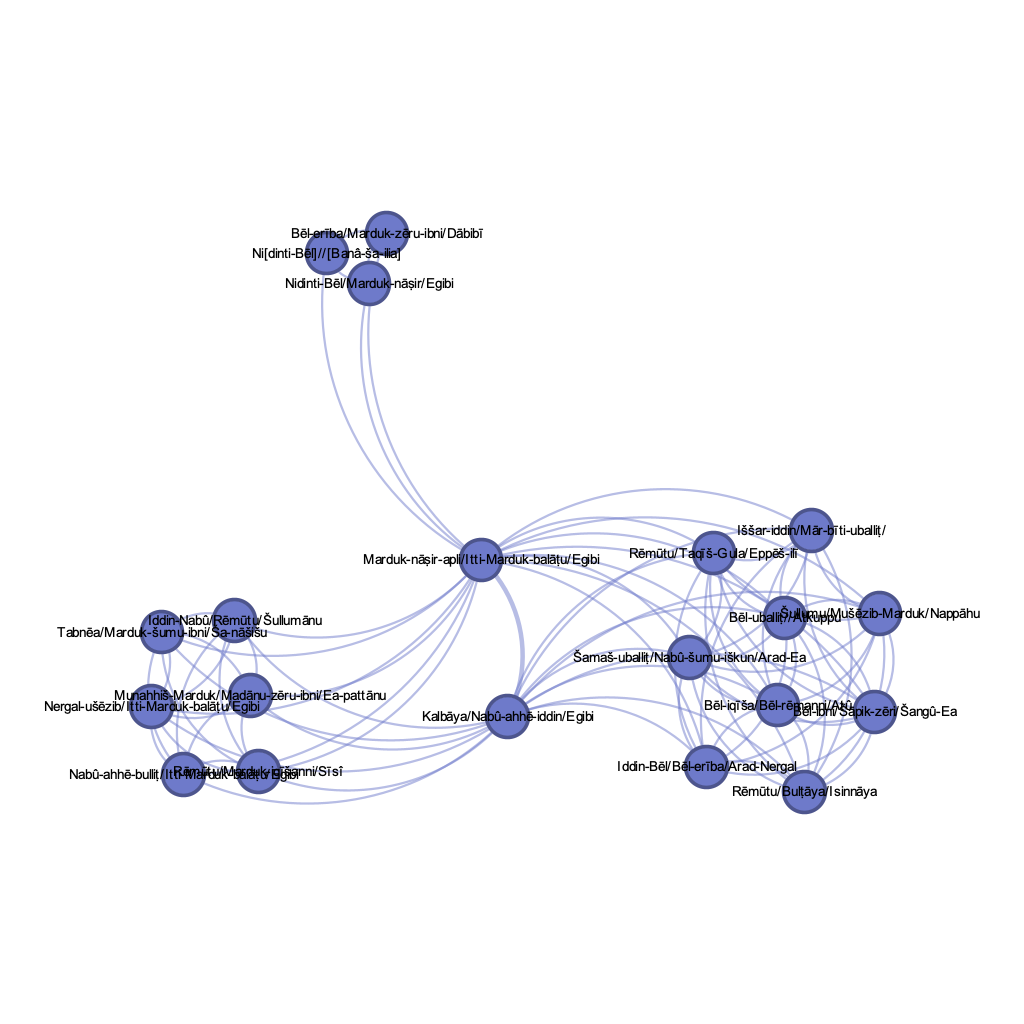 Bēl-erība/Marduk-zēru-ibni/Dābibī
Ni[dinti-Bēl]//[Banâ-ša-ilia]
Nidinti-Bēl/Marduk-nāṣir/Egibi
Iššar-iddin/Mār-bīti-uballiṭ/
Rēmūtu/Taqīš-Gula/Eppēš-ilī
Marduk-nāṣir-apli/Itti-Marduk-balāṭu/Egibi
Šullumu/Mušēzib-Marduk/Nappāhu
Bēl-uballiṭ//Atkuppu
Iddin-Nabû/Rēmūtu/Šullumānu
Tabnēa/Marduk-šumu-ibni/Ša-nāšišu
Šamaš-uballiṭ/Nabû-šumu-iškun/Arad-Ea
Munahhiš-Marduk/Madānu-zēru-ibni/Ea-pattānu
Nergal-ušēzib/Itti-Marduk-balāṭu/Egibi
Bēl-iqīša/Bēl-rēmanni/Atû
Bēl-ibni/Šāpik-zēri/Šangû-Ea
Kalbāya/Nabû-ahhē-iddin/Egibi
Iddin-Bēl/Bēl-erība/Arad-Nergal
Nabû-ahhē-bulliṭ/Itti-Marduk-balāṭu/Egibi
Rēmūtu/Marduk-iqīšanni/Sīsî
Rēmūtu/Bulṭāya/Isinnāya